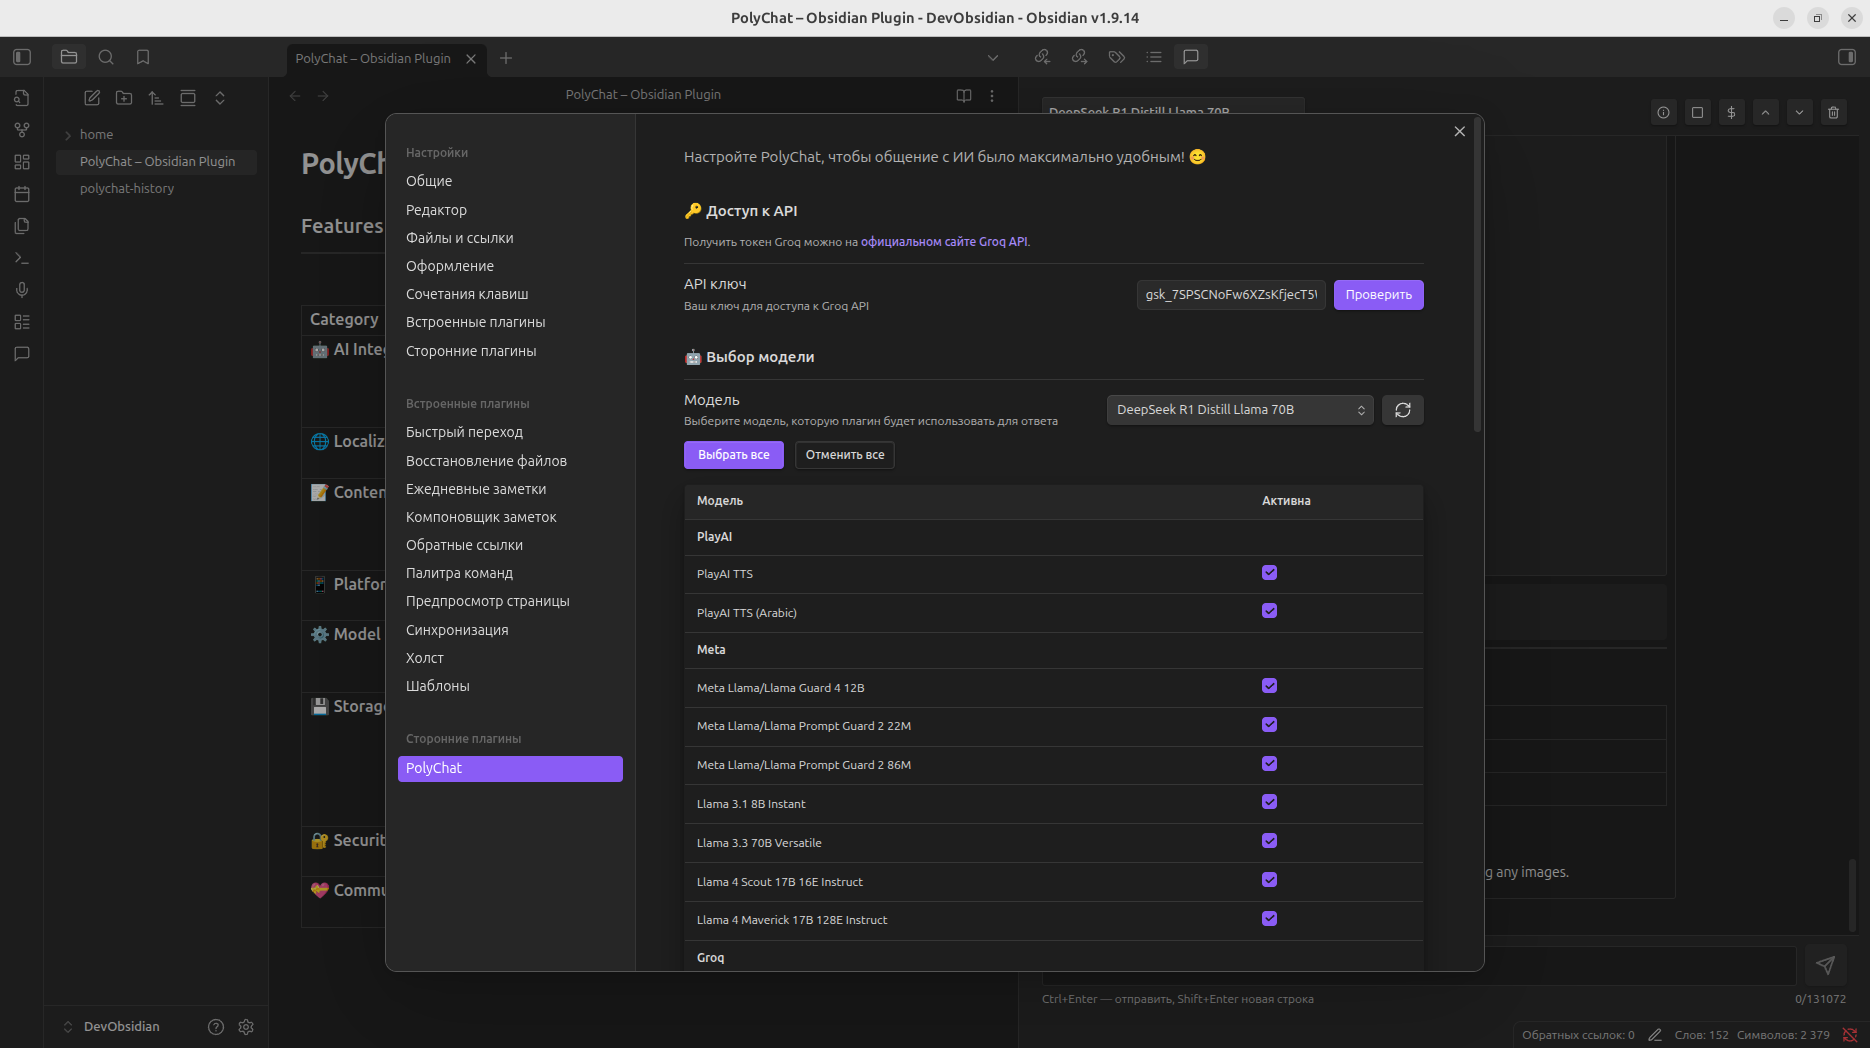 PolyChat – Obsidian Plugin - DevObsidian - Obsidian v1.9.14
PolyChat – Obsidian Plugin
home
PolyChat – Obsidian Plugin
polychat-history
DevObsidian
PolyChat – Obsidian Plugin
PolyCh
Features
Category
🤖 AI Integ
🌐 Localiz
📝 Conten
📱 Platfor
⚙️ Model
💾 Storag
🔐 Securit
💝 Commu
Настройки
Общие
Редактор
Файлы и ссылки
Оформление
Сочетания клавиш
Встроенные плагины
Сторонние плагины
Встроенные плагины
Быстрый переход
Восстановление файлов
Ежедневные заметки
Компоновщик заметок
Обратные ссылки
Палитра команд
Предпросмотр страницы
Синхронизация
Холст
Шаблоны
Сторонние плагины
PolyChat
Настройте PolyChat, чтобы общение с ИИ было максимально удобным! 😊
🔑 Доступ к API
Получить токен Groq можно на официальном сайте Groq API.
API ключ
Ваш ключ для доступа к Groq API
gsk_7SPSCNoFw6XZsKfjecT5
Проверить
🤖 Выбор модели
Модель
Выберите модель, которую плагин будет использовать для ответа
DeepSeek R1 Distill Llama 70B
Выбрать все
Отменить все
Модель Активна
PlayAI
PlayAI TTS
PlayAI TTS (Arabic)
Meta
Meta Llama/Llama Guard 4 12B
Meta Llama/Llama Prompt Guard 2 22M
Meta Llama/Llama Prompt Guard 2 86M
Llama 3.1 8B Instant
Llama 3.3 70B Versatile
Llama 4 Scout 17B 16E Instruct
Llama 4 Maverick 17B 128E Instruct
Groq
DeepSeek R1 Distill Llama 70B
$
g any images.
Ctrl+Enter — отправить, Shift+Enter новая строка
0/131072
Обратных ссылок: 0
Слов: 152
Символов: 2 379